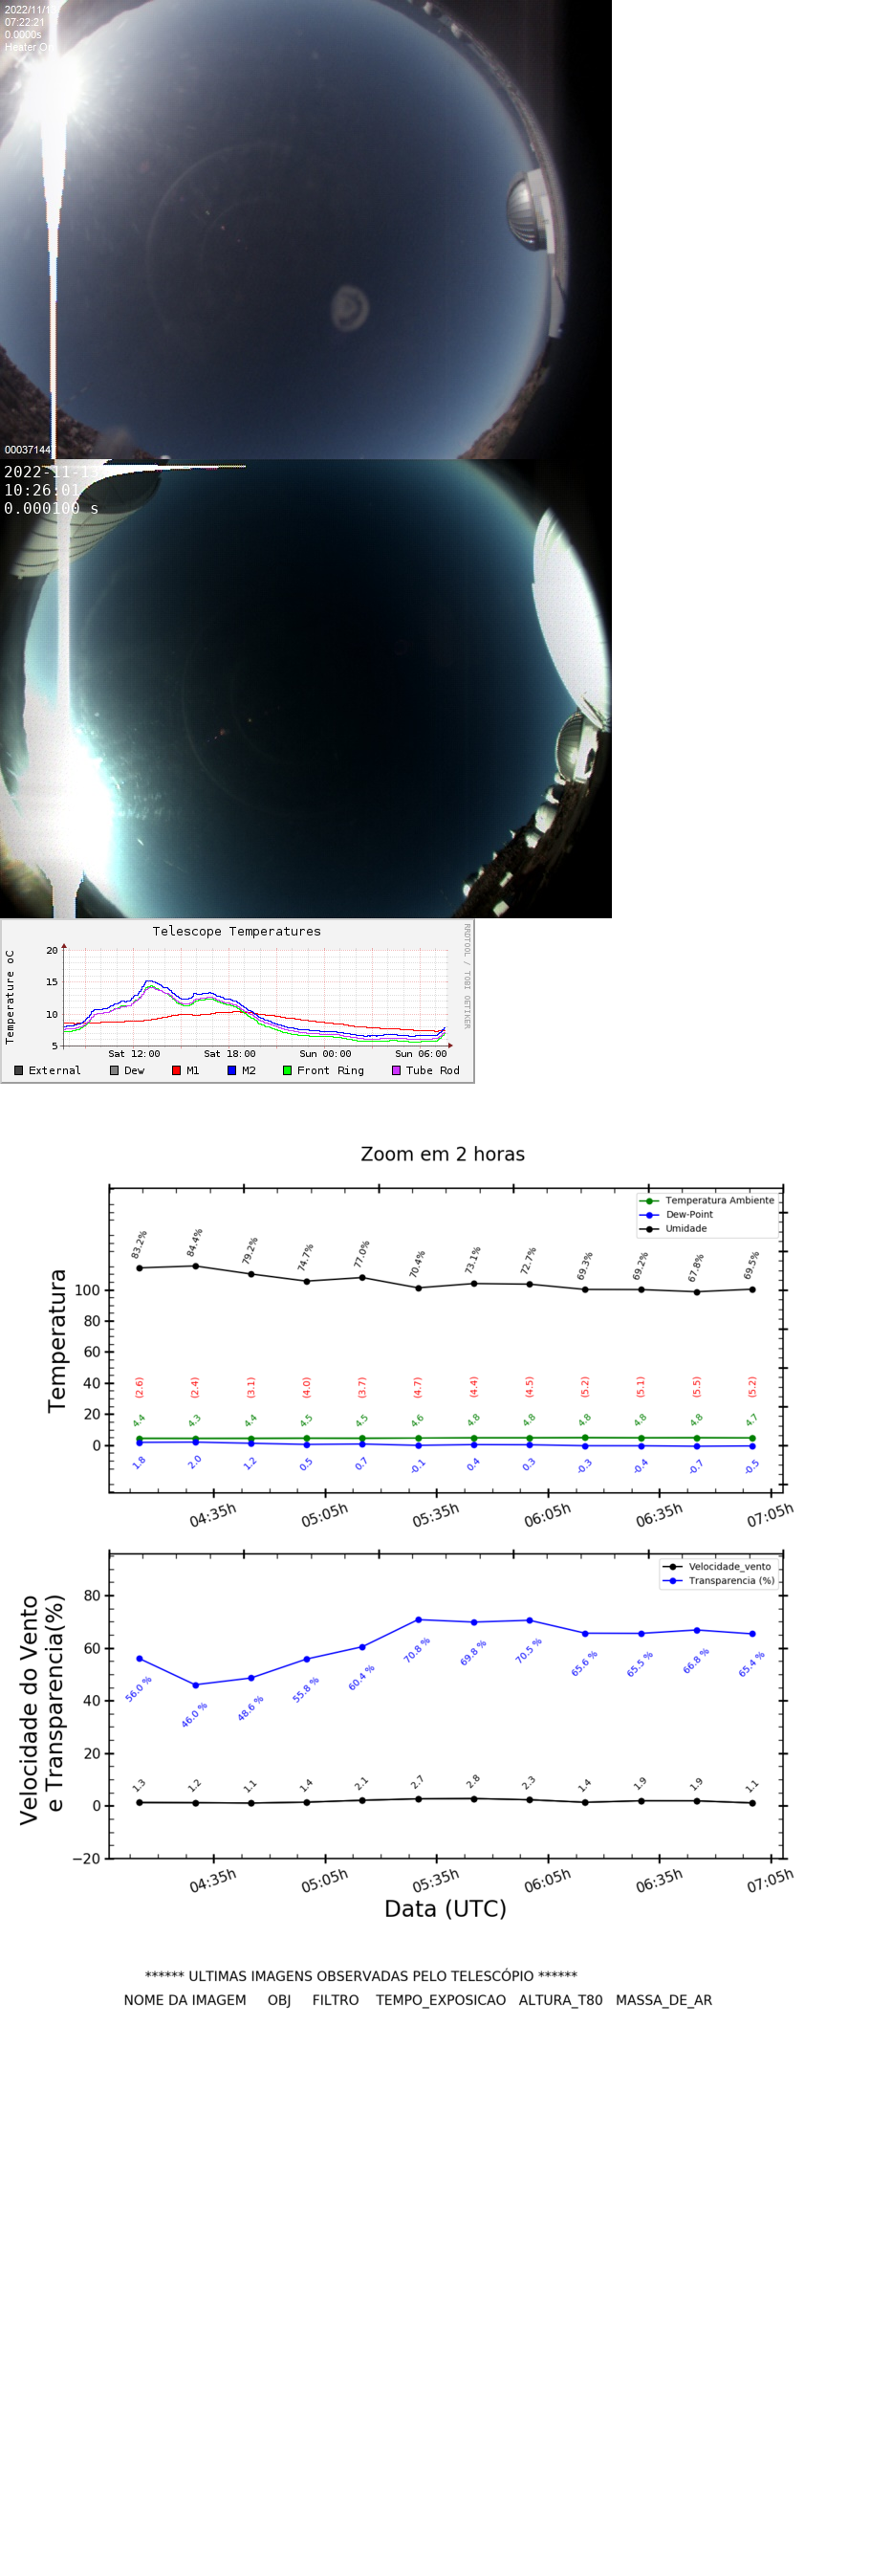 2022/11/13
07:22:21
0.0000s
Heater On
00037144
2022-11-13
10:26:01
0.000100 s
Telescope Temperatures
RRDTOOL / TOBI OETIKER
Temperature oC
20
15
10
5
Sat 12:00 Sat 18:00 Sun 00:00 Sun 06:00
External Dew M1 M2 Front Ring Tube Rod
Zoom em 2 horas
Temperatura Ambiente
Dew-Point
Umidade
83.2% 84.4% 79.2% 74.7% 77.0% 70.4% 73.1% 72.7% 69.3% 69.2% 67.8% 69.5%
Temperatura
100
80
60
40
20
0
(2.6) (2.4) (3.1) (4.0) (3.7) (4.7) (4.4) (4.5) (5.2) (5.1) (5.5) (5.2)
4.4 4.3 4.4 4.5 4.5 4.6 4.8 4.8 4.8 4.8 4.8 4.7
1.8 2.0 1.2 0.5 0.7 -0.1 0.4 0.3 -0.3 -0.4 -0.7 -0.5
04:35h 05:05h 05:35h 06:05h 06:35h 07:05h
Velocidade_vento
Transparencia (%)
Velocidade do Vento
e Transparencia(%)
80
60
40
20
0
−20
56.0 % 46.0 % 48.6 % 55.8 % 60.4 % 70.8 % 69.8 % 70.5 % 65.6 % 65.5 % 66.8 % 65.4 %
1.3 1.2 1.1 1.4 2.1 2.7 2.8 2.3 1.4 1.9 1.9 1.1
04:35h 05:05h 05:35h 06:05h 06:35h 07:05h
Data (UTC)
****** ULTIMAS IMAGENS OBSERVADAS PELO TELESCÓPIO ******
NOME DA IMAGEM OBJ FILTRO TEMPO_EXPOSICAO ALTURA_T80 MASSA_DE_AR